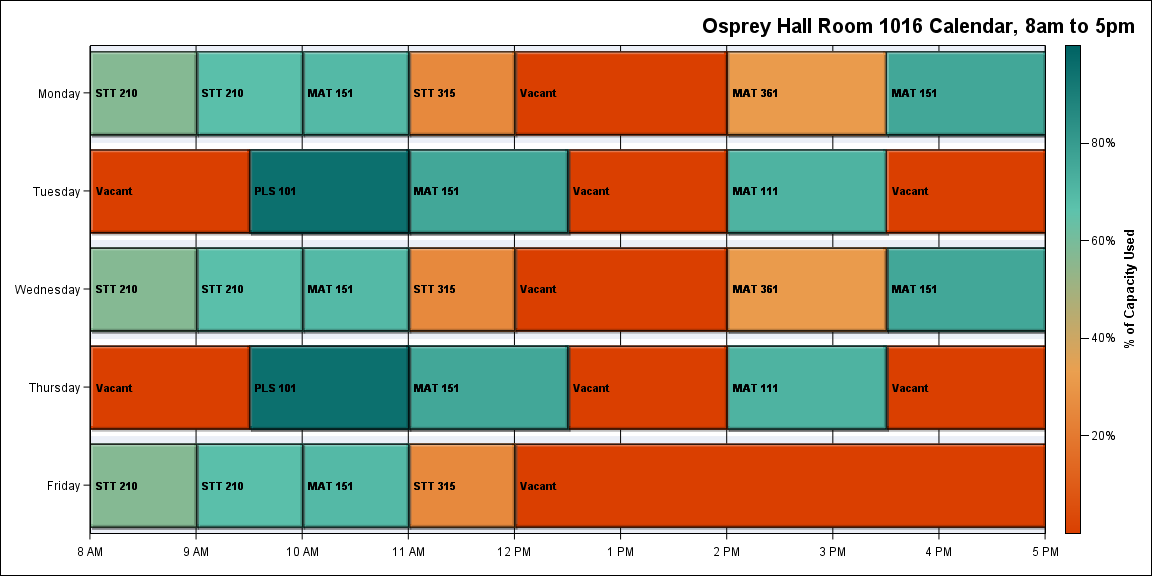 Osprey Hall Room 1016 Calendar, 8am to 5pm
Monday
STT 210
STT 210
MAT 151
STT 315
Vacant
MAT 361
MAT 151
Tuesday
Vacant
PLS 101
MAT 151
Vacant
MAT 111
Vacant
Wednesday
STT 210
STT 210
MAT 151
STT 315
Vacant
MAT 361
MAT 151
Thursday
Vacant
PLS 101
MAT 151
Vacant
MAT 111
Vacant
Friday
STT 210
STT 210
MAT 151
STT 315
Vacant
8 AM
9 AM
10 AM
11 AM
12 PM
1 PM
2 PM
3 PM
4 PM
5 PM
80%
60%
40%
20%
% of Capacity Used